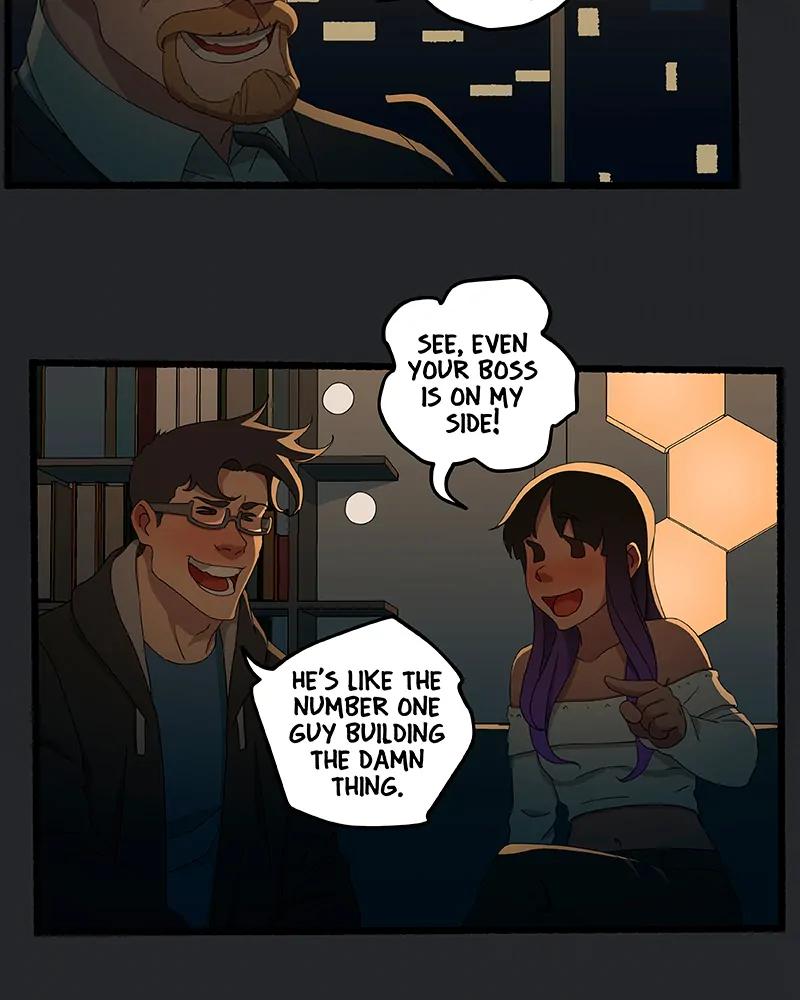 SEE, EVEN
YOUR BOSS
IS ON MY
SIDE!
HE'S LIKE THE
NUMBER ONE
GUY BUILDING
THE DAMN
THING.